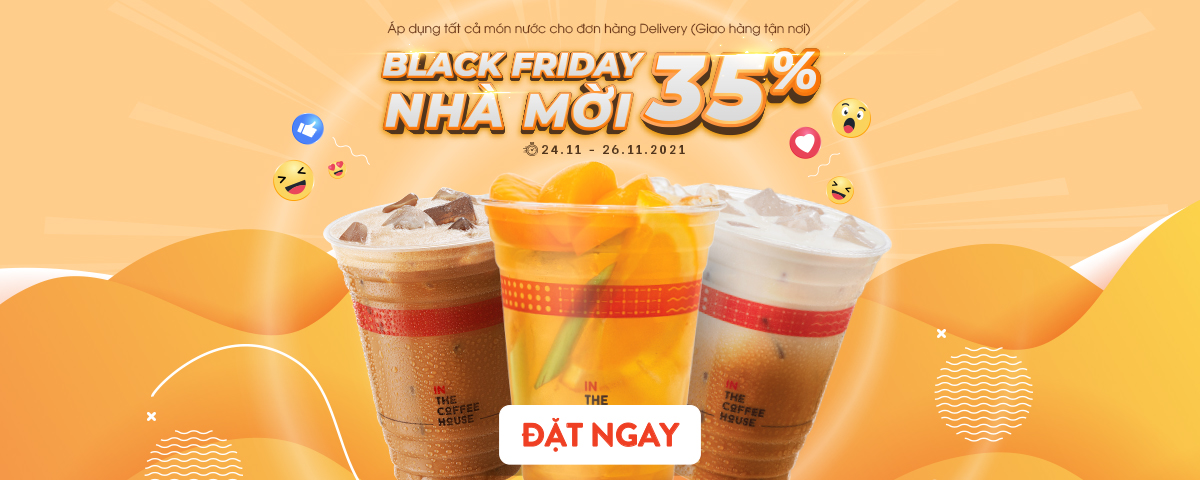 Áp dụng tất cả món nước cho đơn hàng Delivery (Giao hàng tận nơi)
BLACK FRIDAY
NHÀ MỜI 35%
24.11 – 26.11.2021
IN
THE
COFFEE
HOUSE
IN
THE
IN
THE
COFFEE
HOUSE
ĐẶT NGAY